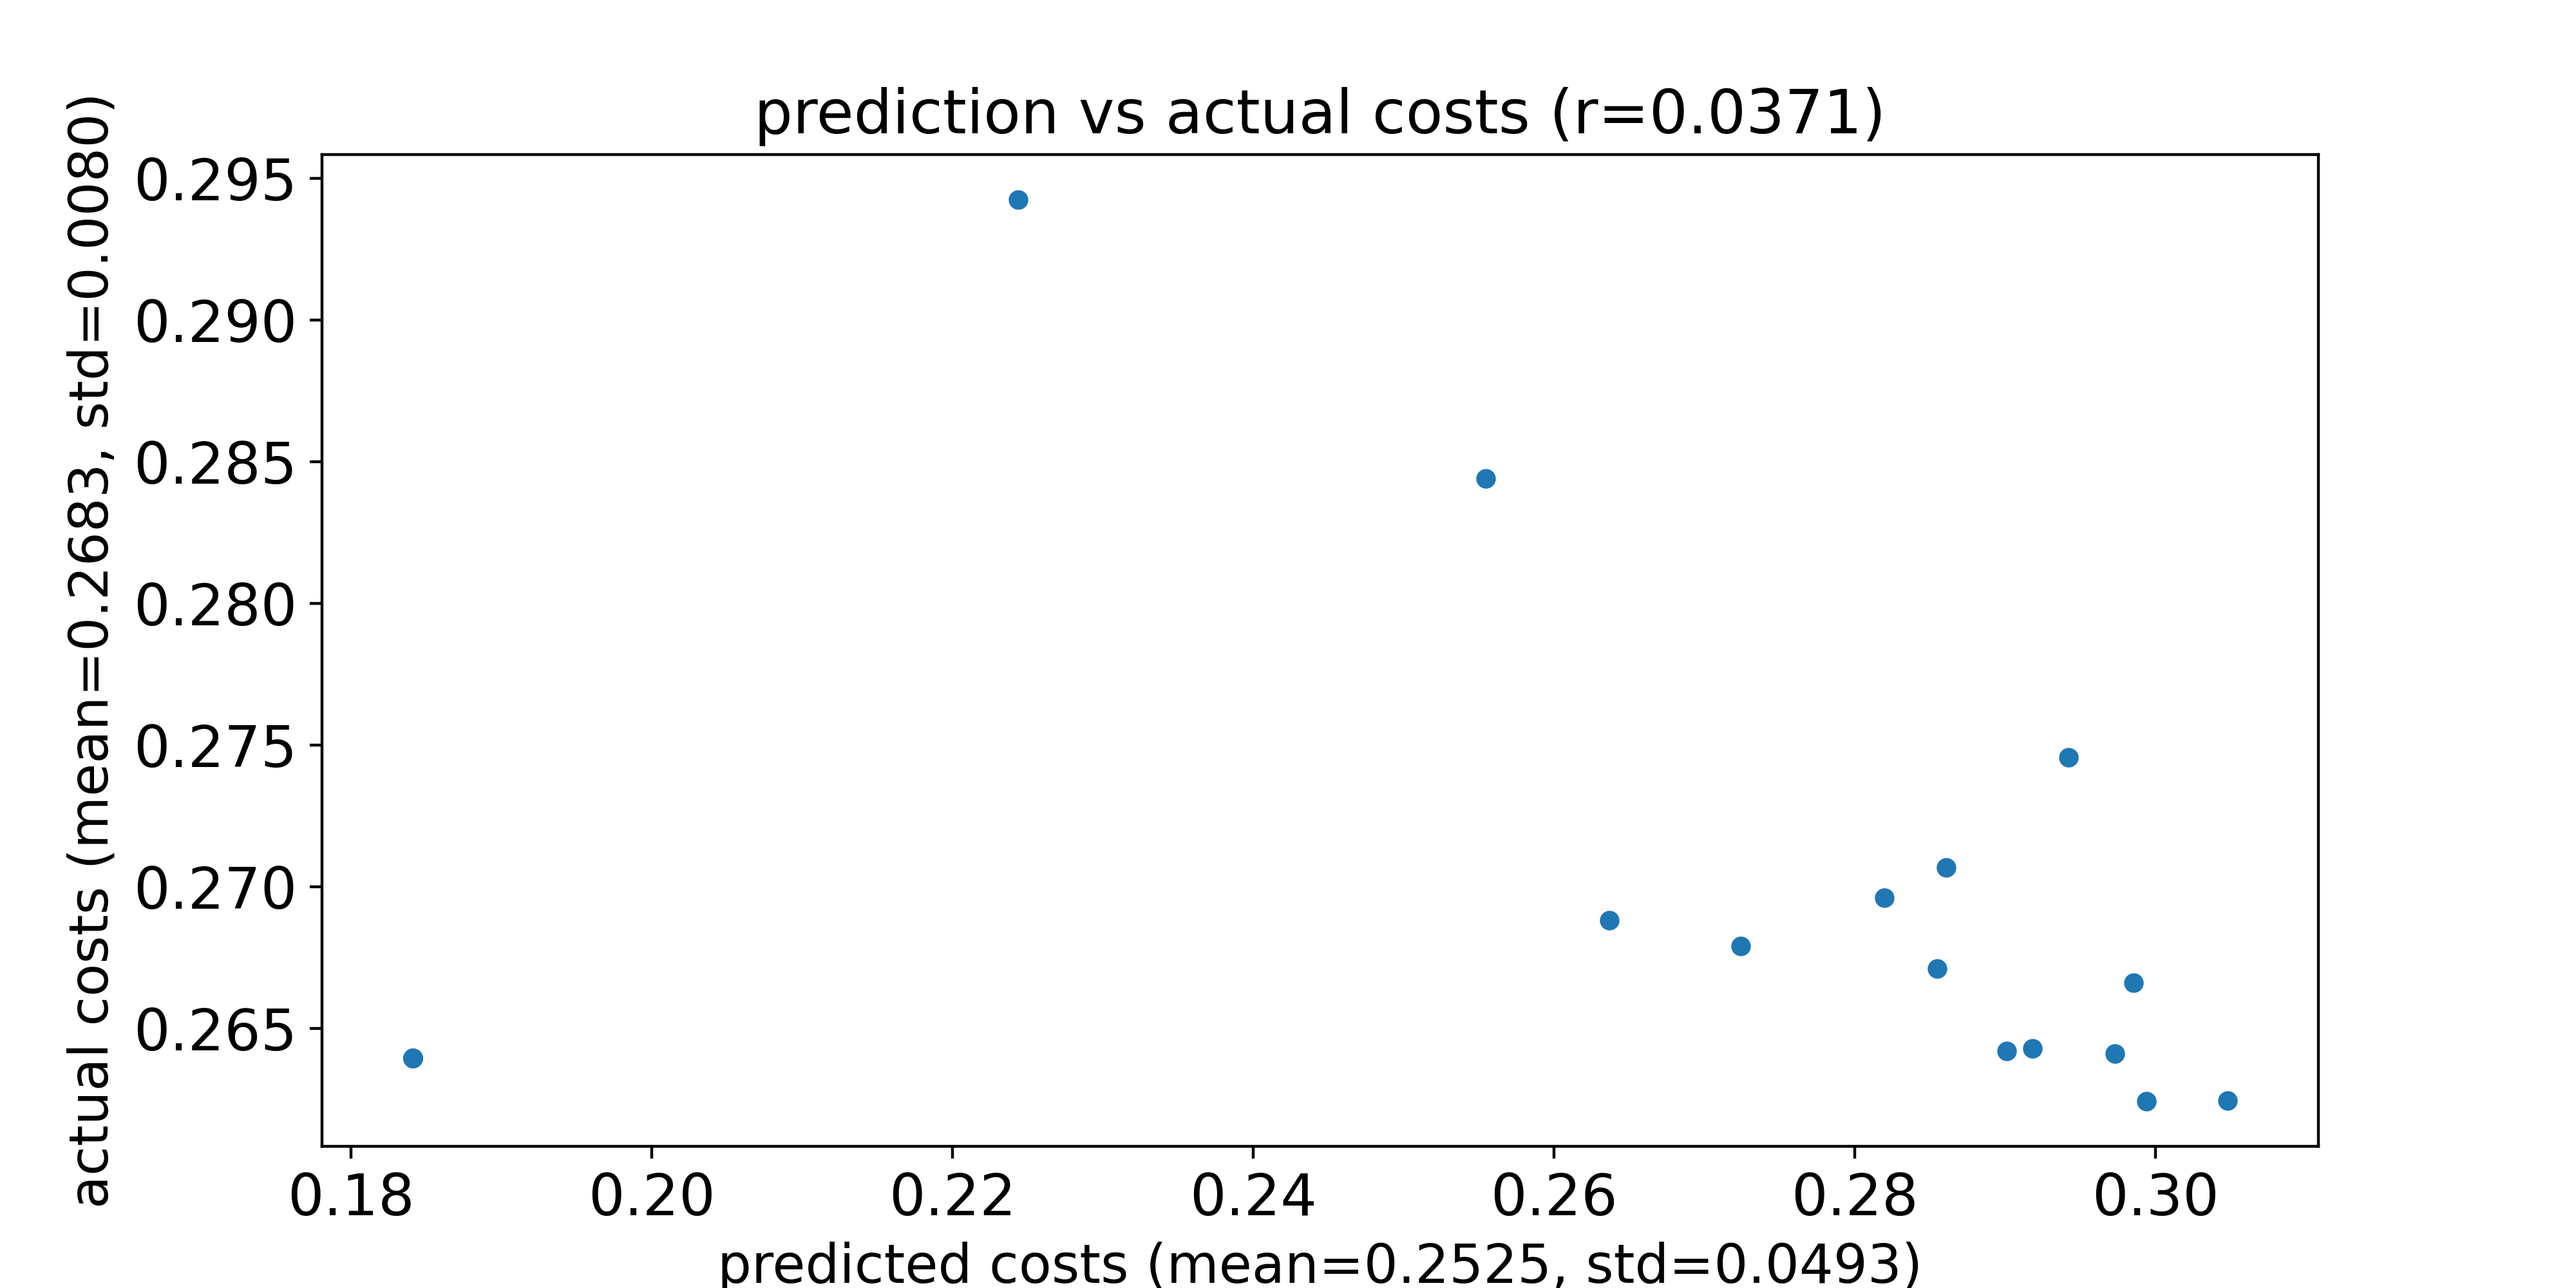 prediction vs actual costs (r=0.0371)
actual costs (mean=0.2683, std=0.0080)
0.295
0.290
0.285
0.280
0.275
0.270
0.265
0.18 0.20 0.22 0.24 0.26 0.28 0.30
predicted costs (mean=0.2525, std=0.0493)